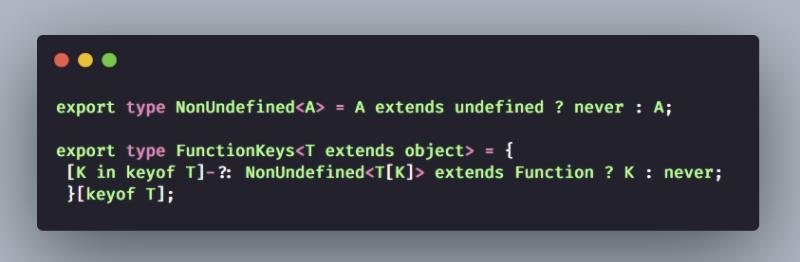 export type NonUndefined<A> = A extends undefined ? never : A;
export type FunctionKeys<T extends object> = {
[K in keyof T]-?: NonUndefined<T[K]> extends Function ? K : never;
}[keyof T];